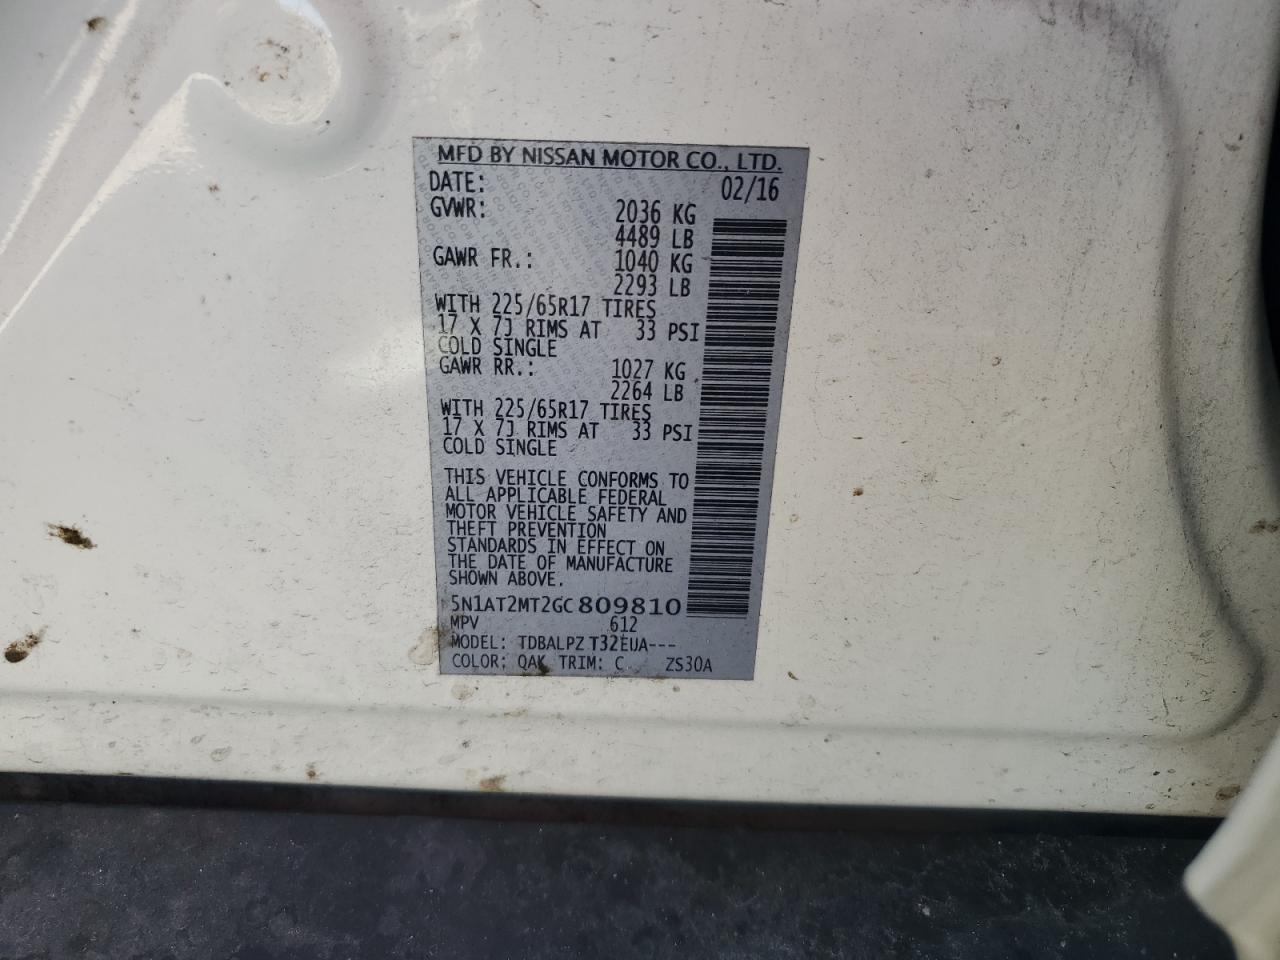 MFD BY NISSAN MOTOR CO., LTD.
DATE: 02/16
GVWR: 2036 KG
4489 LB
GAWR FR.: 1040 KG
2293 LB
WITH 225/65R17 TIRES
17 X 7J RIMS AT 33 PSI
COLD SINGLE
GAWR RR.: 1027 KG
2264 LB
WITH 225/65R17 TIRES
17 X 7J RIMS AT 33 PSI
COLD SINGLE
THIS VEHICLE CONFORMS TO
ALL APPLICABLE FEDERAL
MOTOR VEHICLE SAFETY AND
THEFT PREVENTION
STANDARDS IN EFFECT ON
THE DATE OF MANUFACTURE
SHOWN ABOVE.
5N1AT2MT2GC809810
MPV 612
MODEL: TDBALPZ T32EUA---
COLOR: QAK TRIM: C ZS30A